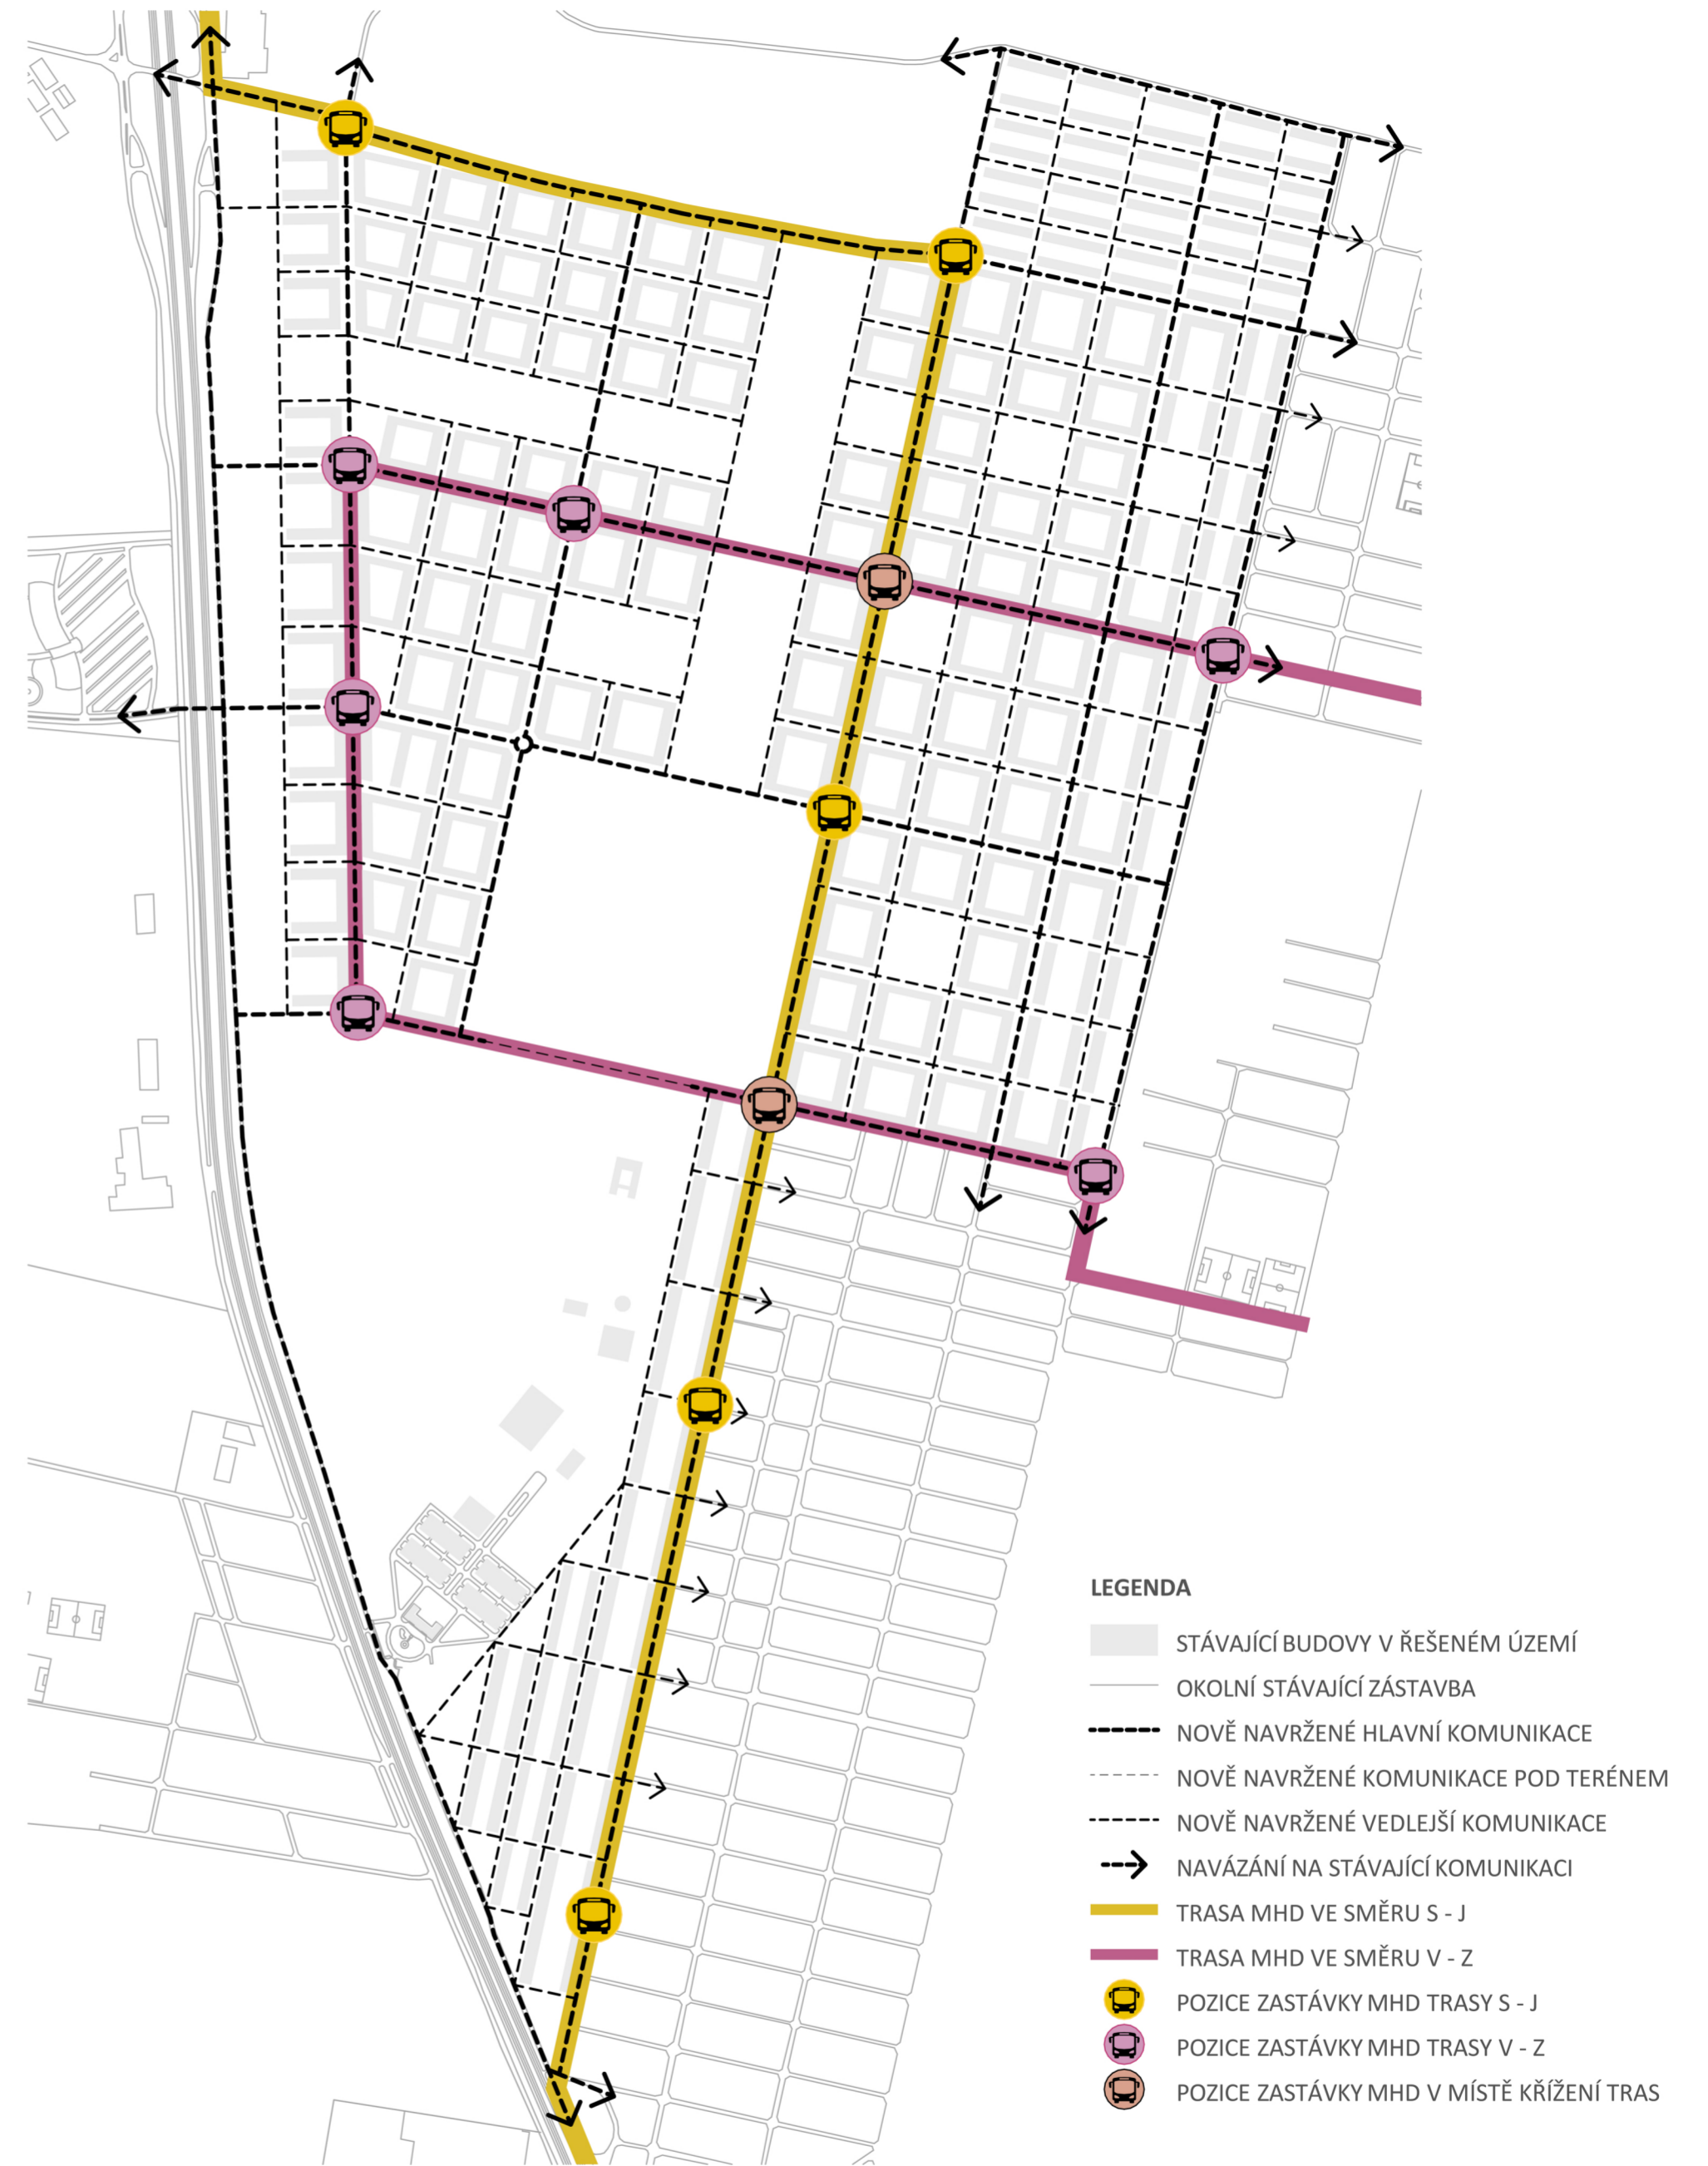 LEGENDA
STÁVAJÍCÍ BUDOVY V ŘEŠENÉM ÚZEMÍ
OKOLNÍ STÁVAJÍCÍ ZÁSTAVBA
NOVĚ NAVRŽENÉ HLAVNÍ KOMUNIKACE
NOVĚ NAVRŽENÉ KOMUNIKACE POD TERÉNEM
NOVĚ NAVRŽENÉ VEDLEJŠÍ KOMUNIKACE
NAVÁZÁNÍ NA STÁVAJÍCÍ KOMUNIKACI
TRASA MHD VE SMĚRU S - J
TRASA MHD VE SMĚRU V - Z
POZICE ZASTÁVKY MHD TRASY S - J
POZICE ZASTÁVKY MHD TRASY V - Z
POZICE ZASTÁVKY MHD V MÍSTĚ KŘÍŽENÍ TRAS